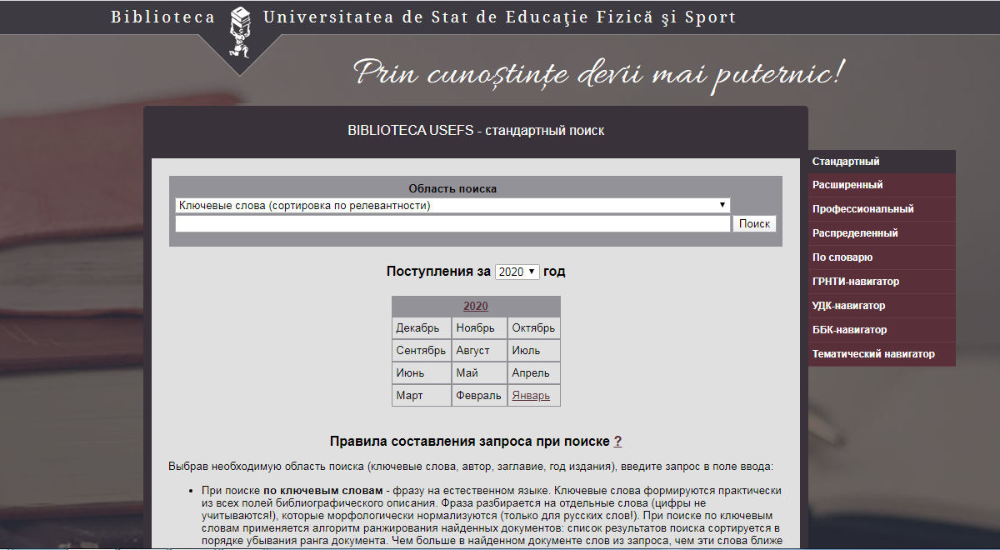 Biblioteca Universitatea de Stat de Educaţie Fizică şi Sport
Prin cunoștințe devii mai puternic!
BIBLIOTECA USEFS - стандартный поиск
Стандартный
Расширенный
Профессиональный
Распределенный
По словарю
ГРНТИ-навигатор
УДК-навигатор
ББК-навигатор
Тематический навигатор
Область поиска
Ключевые слова (сортировка по релевантности)
Поиск
Поступления за 2020 год
2020
Декабрь Ноябрь Октябрь
Сентябрь Август Июль
Июнь Май Апрель
Март Февраль Январь
Правила составления запроса при поиске ?
Выбрав необходимую область поиска (ключевые слова, автор, заглавие, год издания), введите запрос в поле ввода:
• При поиске по ключевым словам - фразу на естественном языке. Ключевые слова формируются практически
из всех полей библиографического описания. Фраза разбирается на отдельные слова (цифры не
учитываются!), которые морфологически нормализуются (только для русских слов!). При поиске по ключевым
словам применяется алгоритм ранжирования найденных документов: список результатов поиска сортируется в
порядке убывания ранга документа. Чем больше в найденном документе слов из запроса, чем эти слова ближе